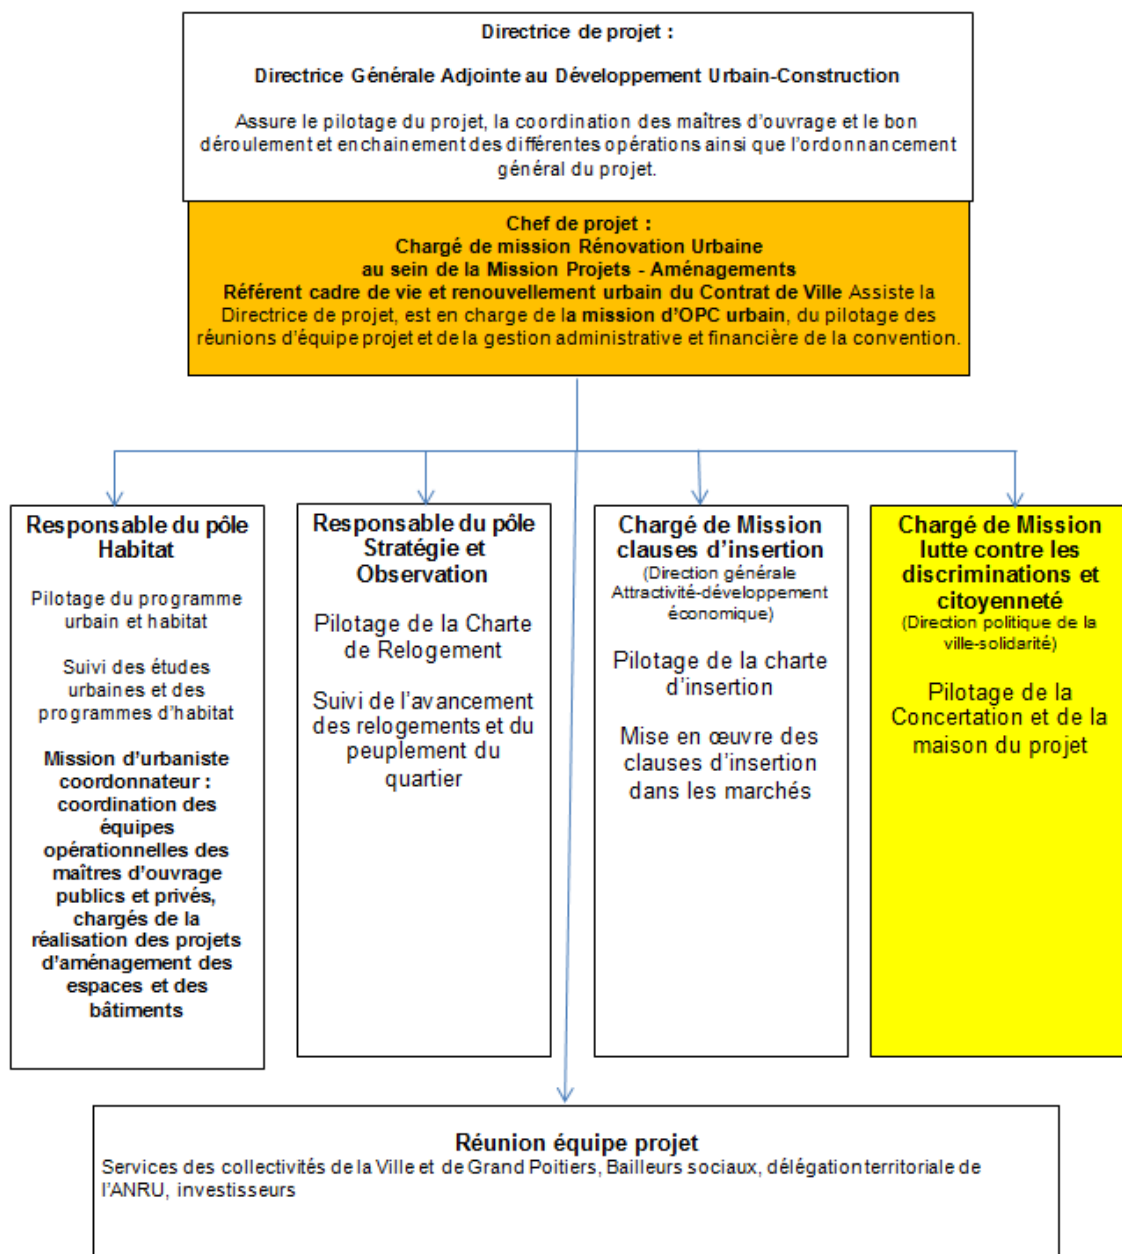 Directrice de projet :
Directrice Générale Adjointe au Développement Urbain-Construction
Assure le pilotage du projet, la coordination des maîtres d'ouvrage et le bon
déroulement et enchainement des différentes opérations ainsi que l'ordonnancement
général du projet.
Chef de projet :
Chargé de mission Rénovation Urbaine
au sein de la Mission Projets - Aménagements
Référent cadre de vie et renouvellement urbain du Contrat de Ville Assiste la
Directrice de projet, est en charge de la mission d'OPC urbain, du pilotage des
réunions d'équipe projet et de la gestion administrative et financière de la convention.
Responsable du pôle
Habitat
Pilotage du programme
urbain et habitat
Suivi des études
urbaines et des
programmes d'habitat
Mission d'urbaniste
coordonnateur :
coordination des
équipes
opérationnelles des
maîtres d'ouvrage
publics et privés,
chargés de la
réalisation des projets
d'aménagement des
espaces et des
bâtiments
Responsable du pôle
Stratégie et
Observation
Pilotage de la Charte
de Relogement
Suivi de l'avancement
des relogements et du
peuplement du
quartier
Chargé de Mission
clauses d'insertion
(Direction générale
Attractivité-développement
économique)
Pilotage de la charte
d'insertion
Mise en œuvre des
clauses d'insertion
dans les marchés
Chargé de Mission
lutte contre les
discriminations et
citoyenneté
(Direction politique de la
ville-solidarité)
Pilotage de la
Concertation et de la
maison du projet
Réunion équipe projet
Services des collectivités de la Ville et de Grand Poitiers, Bailleurs sociaux, délégation territoriale de
l'ANRU, investisseurs